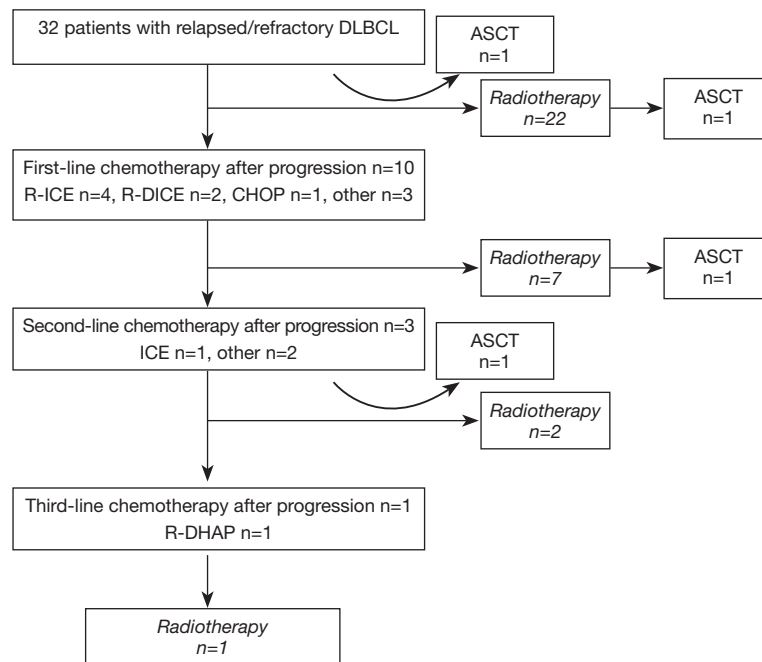 32 patients with relapsed/refractory DLBCL
ASCT
n=1
Radiotherapy
n=22
ASCT
n=1
First-line chemotherapy after progression n=10
R-ICE n=4, R-DICE n=2, CHOP n=1, other n=3
Radiotherapy
n=7
ASCT
n=1
Second-line chemotherapy after progression n=3
ICE n=1, other n=2
ASCT
n=1
Radiotherapy
n=2
Third-line chemotherapy after progression n=1
R-DHAP n=1
Radiotherapy
n=1